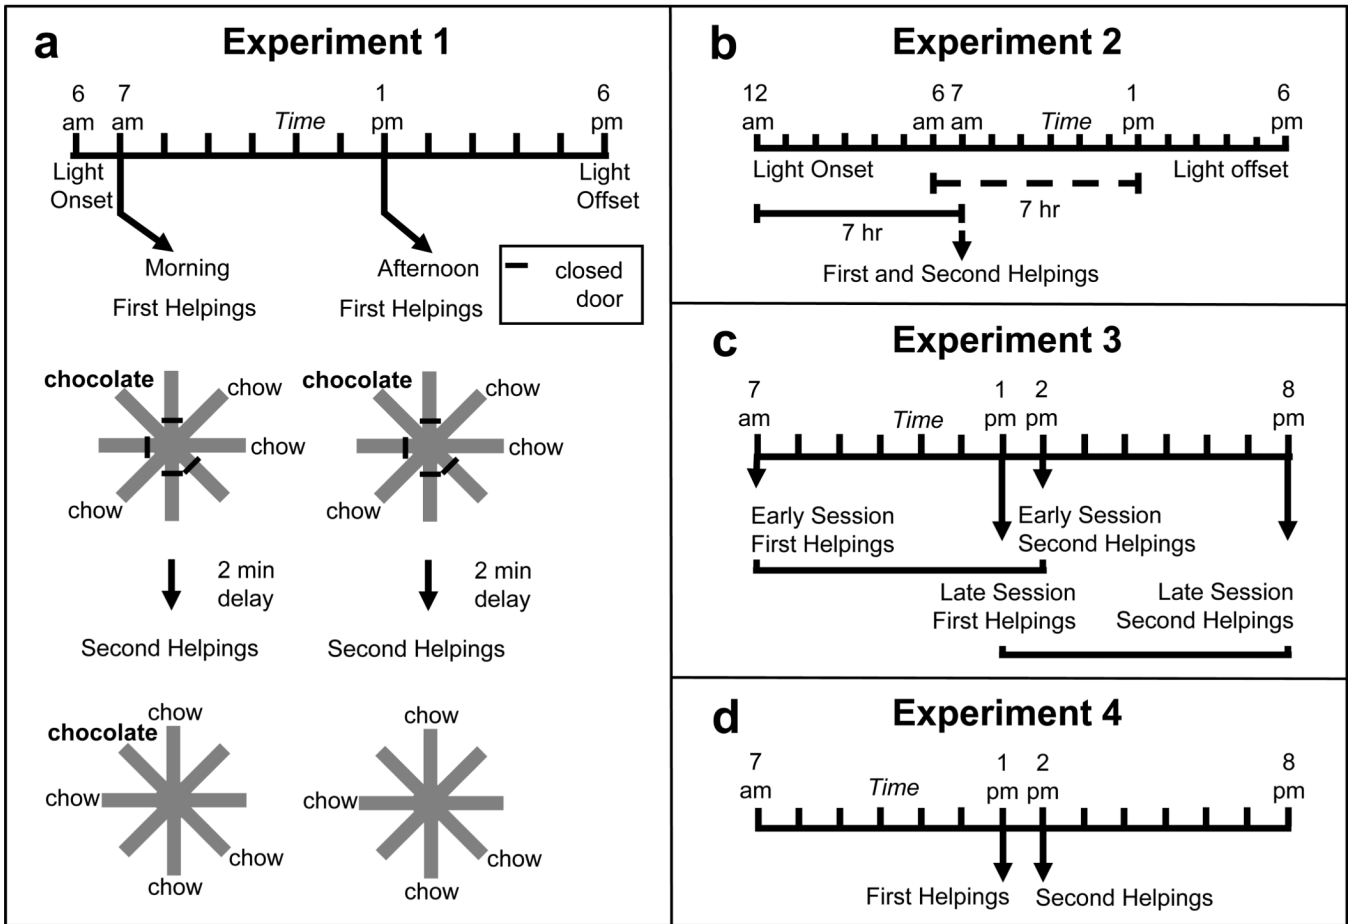 a
Experiment 1
6 7 1 6
am am Time pm pm
Light Light
Onset Offset
Morning Afternoon
First Helpings First Helpings
closed
door
chocolate chow
chow
chow
chocolate chow
chow
chow
2 min
delay
2 min
delay
Second Helpings Second Helpings
chow
chocolate
chow
chow
chow
chow
chow
chow
chow
b
Experiment 2
12 6 7 1 6
am am am Time pm pm
Light Onset Light offset
7 hr
7 hr
First and Second Helpings
c
Experiment 3
7 1 2 8
am Time pm pm pm
Early Session
First Helpings
Early Session
Second Helpings
Late Session
First Helpings
Late Session
Second Helpings
d
Experiment 4
7 1 2 8
am Time pm pm pm
First Helpings Second Helpings